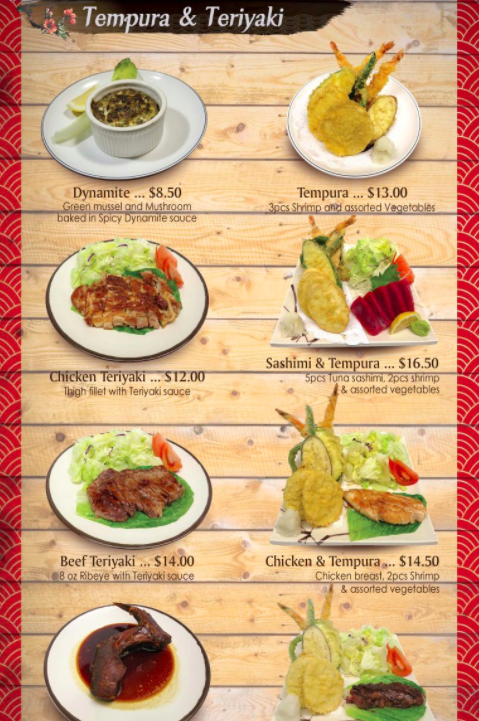 Tempura & Teriyaki
Dynamite ... $8.50
Green mussel and Mushroom
baked in Spicy Dynamite sauce
Tempura ... $13.00
3pcs Shrimp and assorted Vegetables
Chicken Teriyaki ... $12.00
Thigh fillet with Teriyaki sauce
Sashimi & Tempura ... $16.50
5pcs Tuna sashimi, 2pcs shrimp
& assorted vegetables
Beef Teriyaki ... $14.00
8 oz Ribeye with Teriyaki sauce
Chicken & Tempura ... $14.50
Chicken breast, 2pcs Shrimp
& assorted vegetables